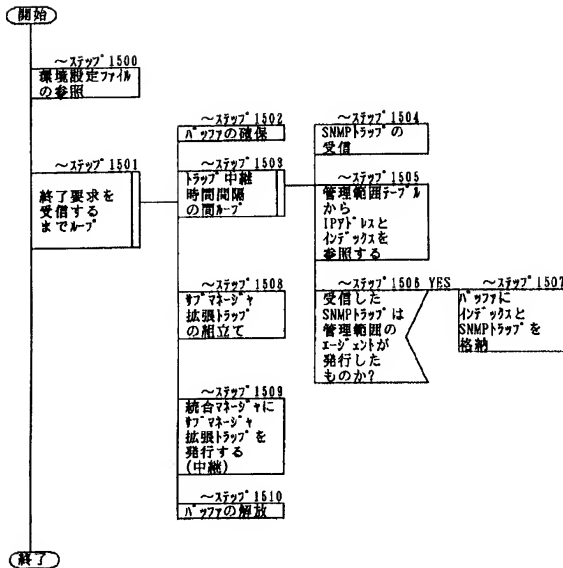 開始
～ステップ1500
環境設定ファイル
の参照
～ステップ1501
終了要求を
受信する
までループ
～ステップ1502
バッファの確保
～ステップ1503
トラップ中継
時間間隔
の間ループ
～ステップ1504
SNMPトラップの
受信
～ステップ1505
管理範囲テーブル
から
IPアドレスと
インデックスを
参照する
～ステップ1506 YES
受信した
SNMPトラップは
管理範囲の
エージェントが
発行した
ものか?
～ステップ1507
バッファに
インデックスと
SNMPトラップを
格納
～ステップ1508
サブマネージャ
拡張トラップ
の組立て
～ステップ1509
統合マネージャに
サブマネージャ
拡張トラップを
発行する
(中継)
～ステップ1510
バッファの解放
終了